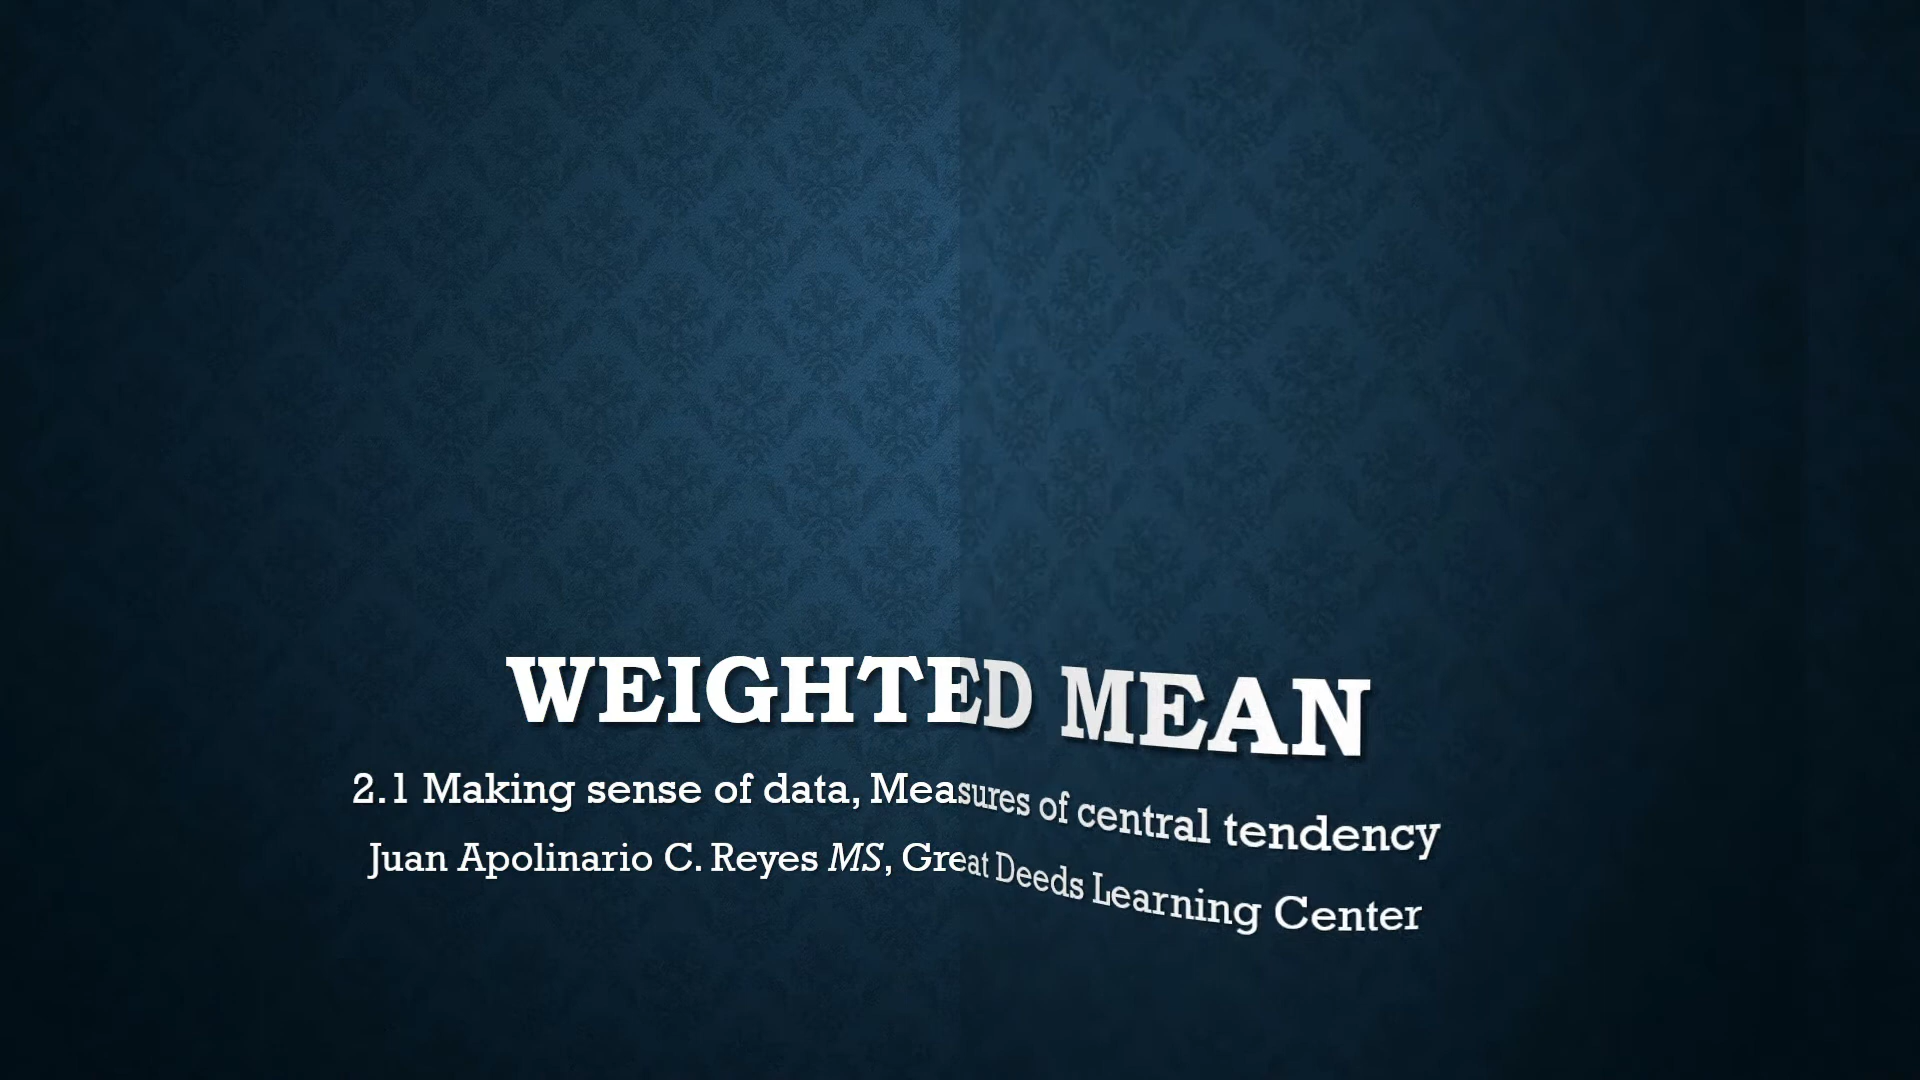 WEIGHTED MEAN
2.1 Making sense of data, Measures of central tendency
Juan Apolinario C. Reyes MS, Great Deeds Learning Center